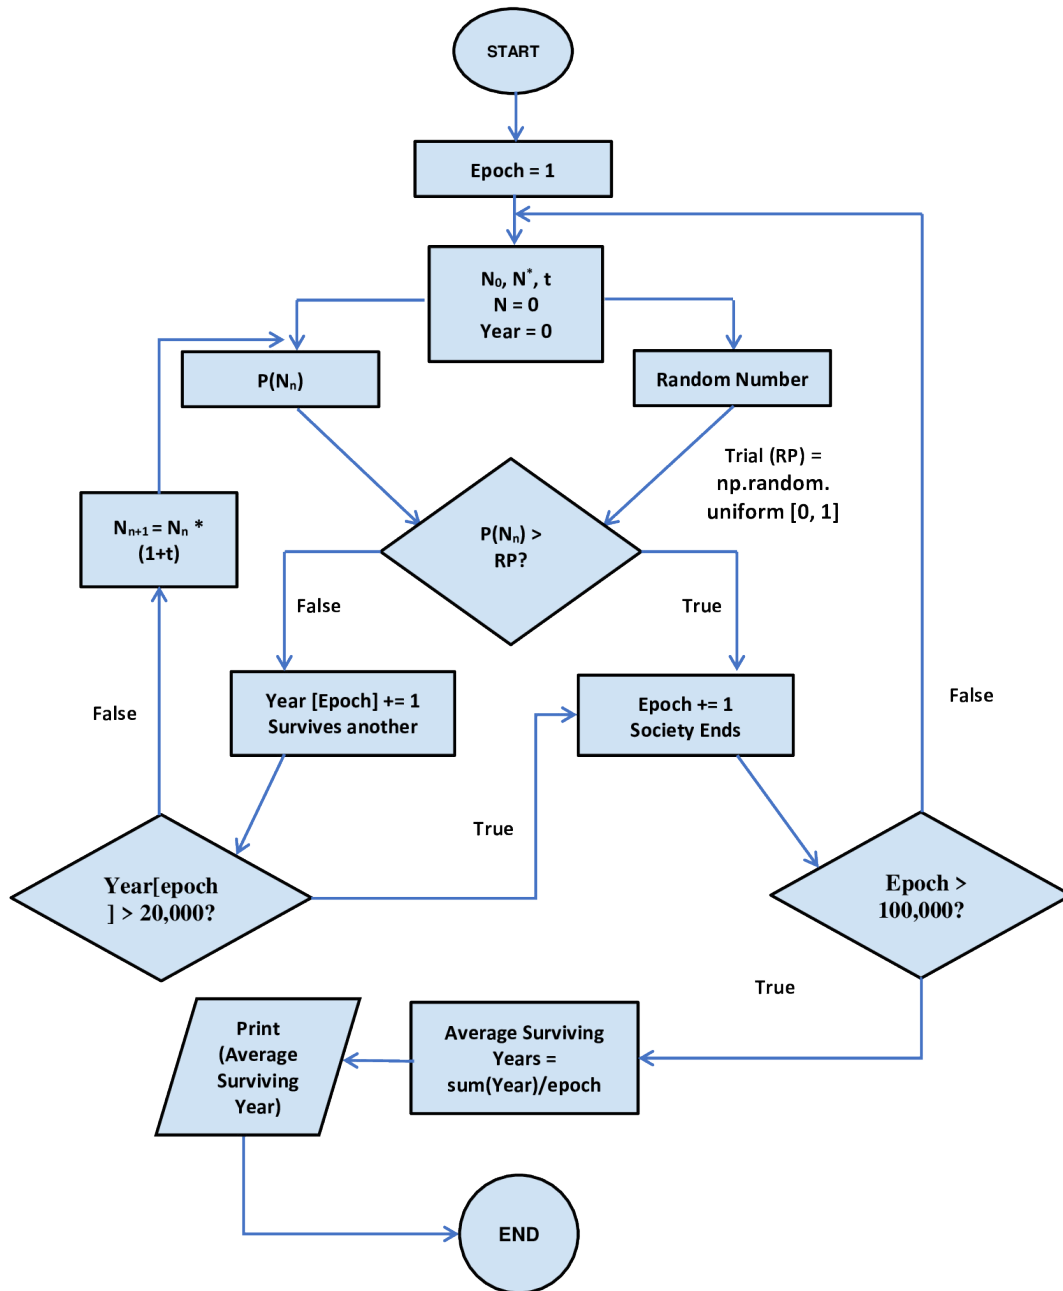 START
Epoch = 1
N₀, N*, t
N = 0
Year = 0
P(Nₙ)
Random Number
Trial (RP) =
np.random.
uniform [0, 1]
Nₙ₊₁ = Nₙ *
(1+t)
P(Nₙ) >
RP?
False
True
Year [Epoch] += 1
Survives another
Epoch += 1
Society Ends
False
False
True
Year[epoch
] > 20,000?
Epoch >
100,000?
True
Print
(Average
Surviving
Year)
Average Surviving
Years =
sum(Year)/epoch
END